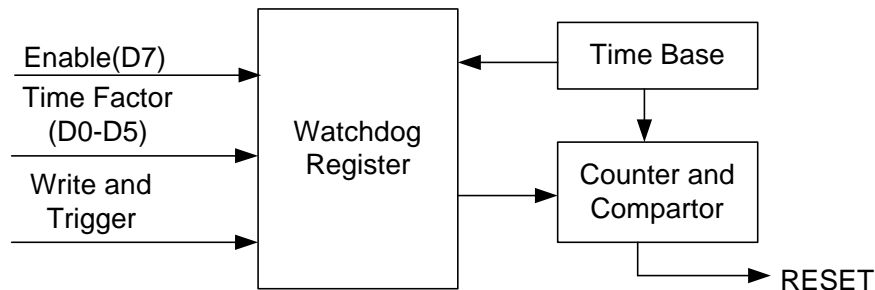 Enable(D7)
Time Factor
(D0-D5)
Write and
Trigger
Watchdog
Register
Time Base
Counter and
Compartor
RESET